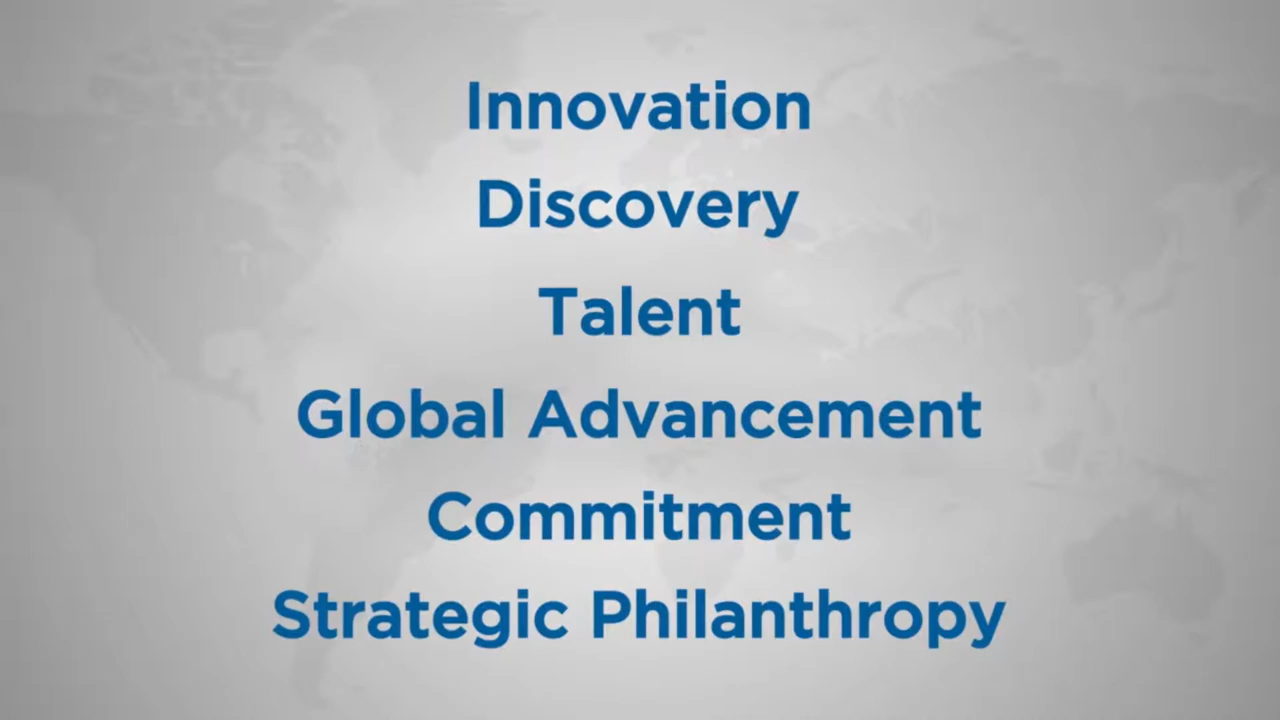 Innovation
Discovery
Talent
Global Advancement
Commitment
Strategic Philanthropy